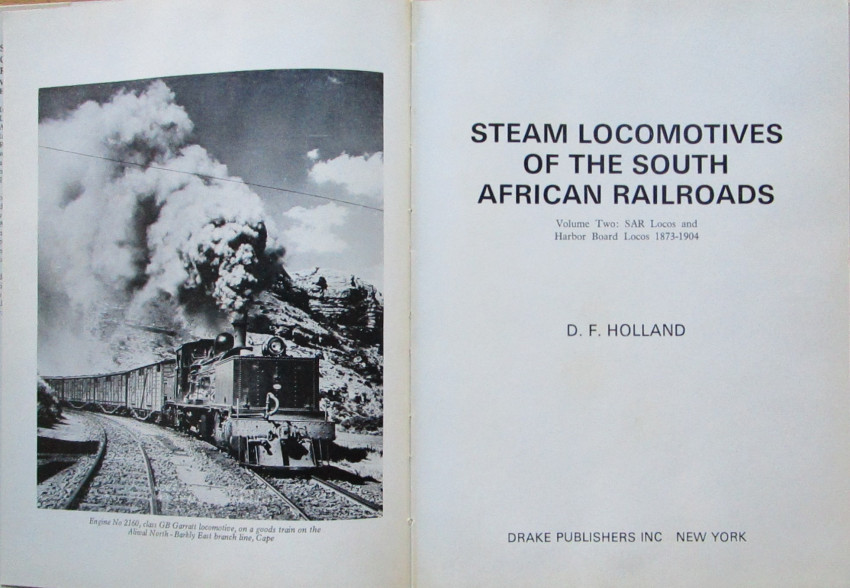 Engine No 2160, class GB Garratt locomotive, on a goods train on the
Aliwal North - Barkly East branch line, Cape
STEAM LOCOMOTIVES
OF THE SOUTH
AFRICAN RAILROADS
Volume Two: SAR Locos and
Harbor Board Locos 1873-1904
D. F. HOLLAND
DRAKE PUBLISHERS INC NEW YORK